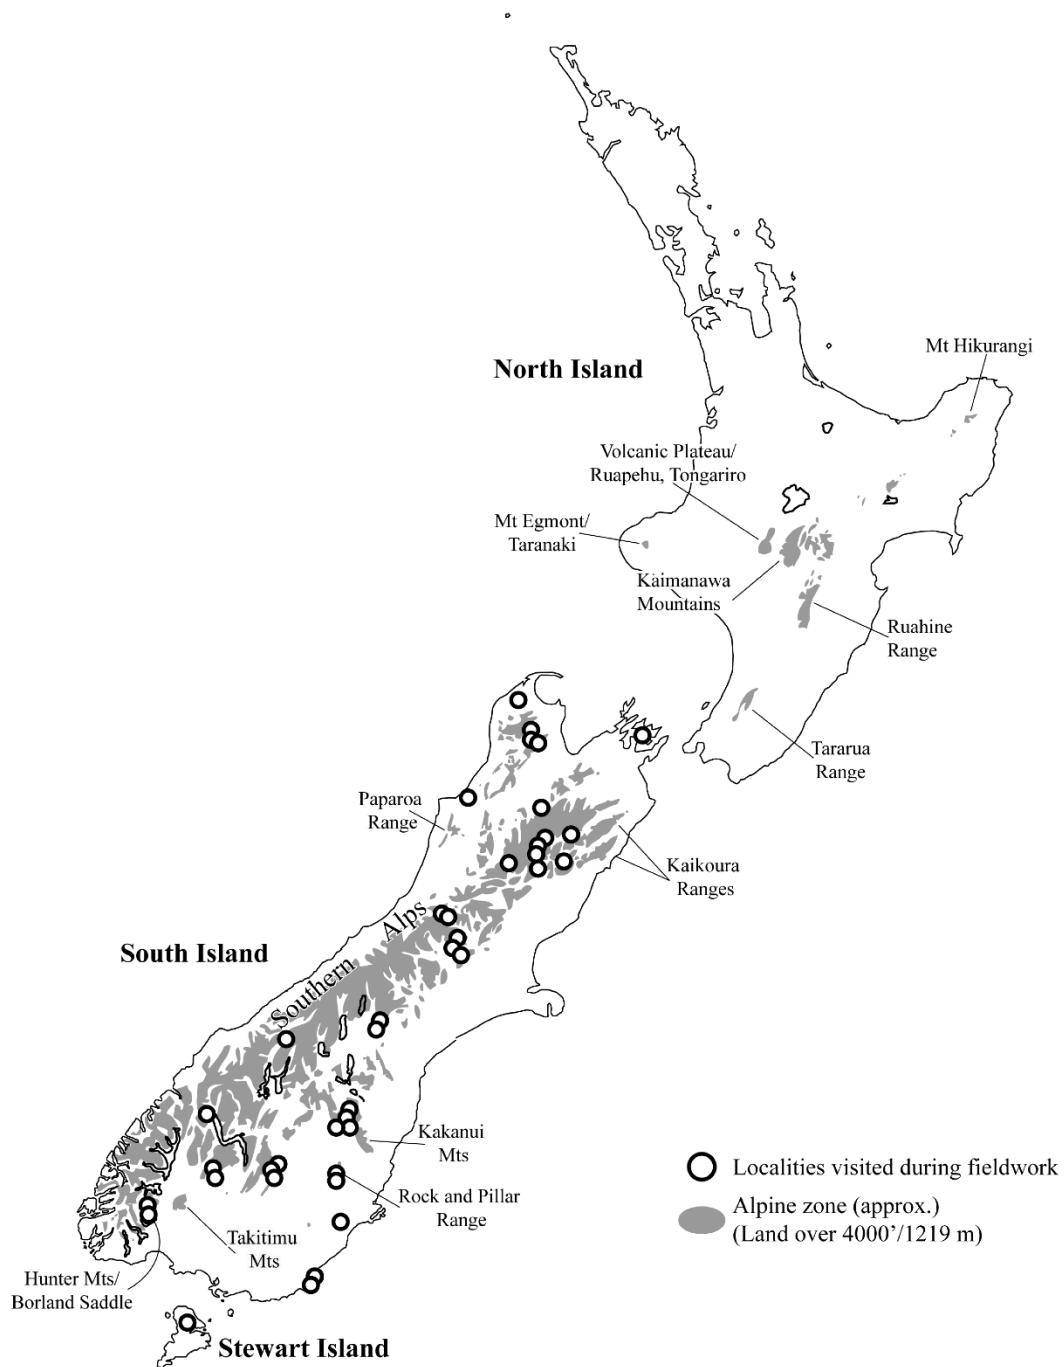 Mt Hikurangi
North Island
Volcanic Plateau/
Ruapehu, Tongariro
Mt Egmont/
Taranaki
Kaimanawa
Mountains
Ruahine
Range
Tararua
Range
Paparoa
Range
Kaikoura
Ranges
South Island
Southern Alps
Kakanui
Mts
Localities visited during fieldwork
Rock and Pillar
Range
Alpine zone (approx.)
(Land over 4000’/1219 m)
Takitimu
Mts
Hunter Mts/
Borland Saddle
Stewart Island